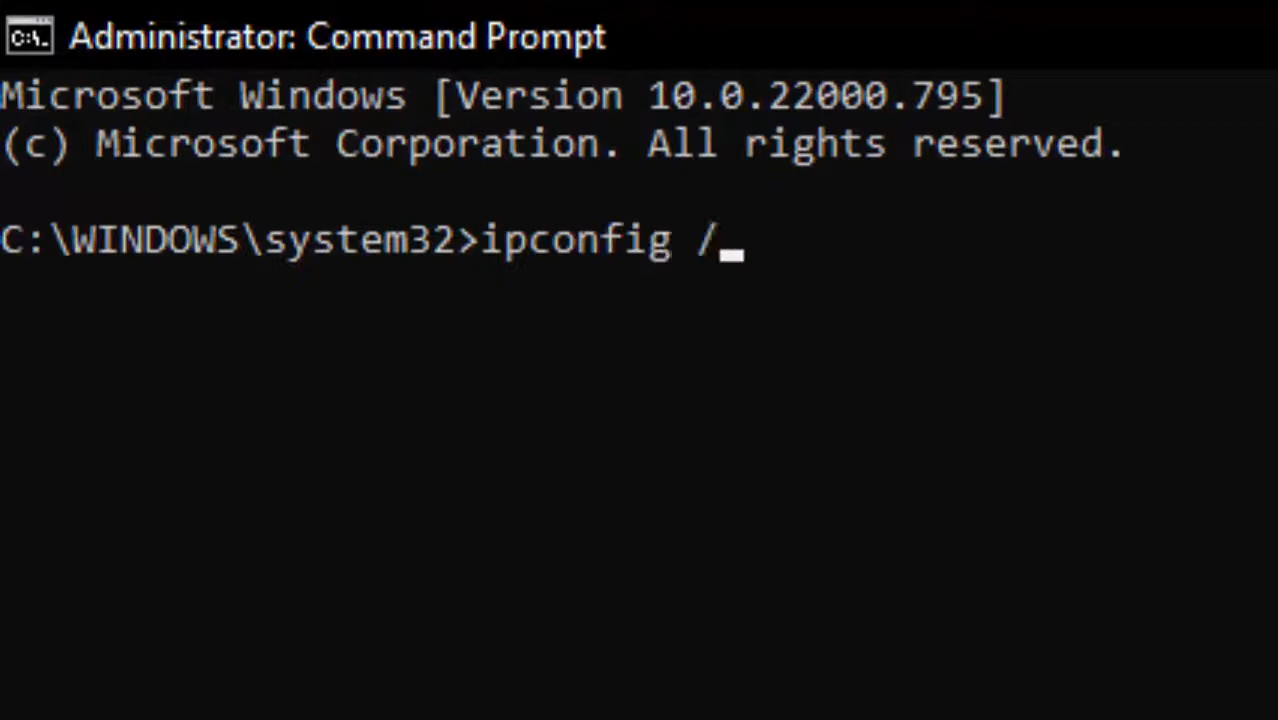 C:\. Administrator: Command Prompt
Microsoft Windows [Version 10.0.22000.795]
(c) Microsoft Corporation. All rights reserved.
C:\WINDOWS\system32>ipconfig /_